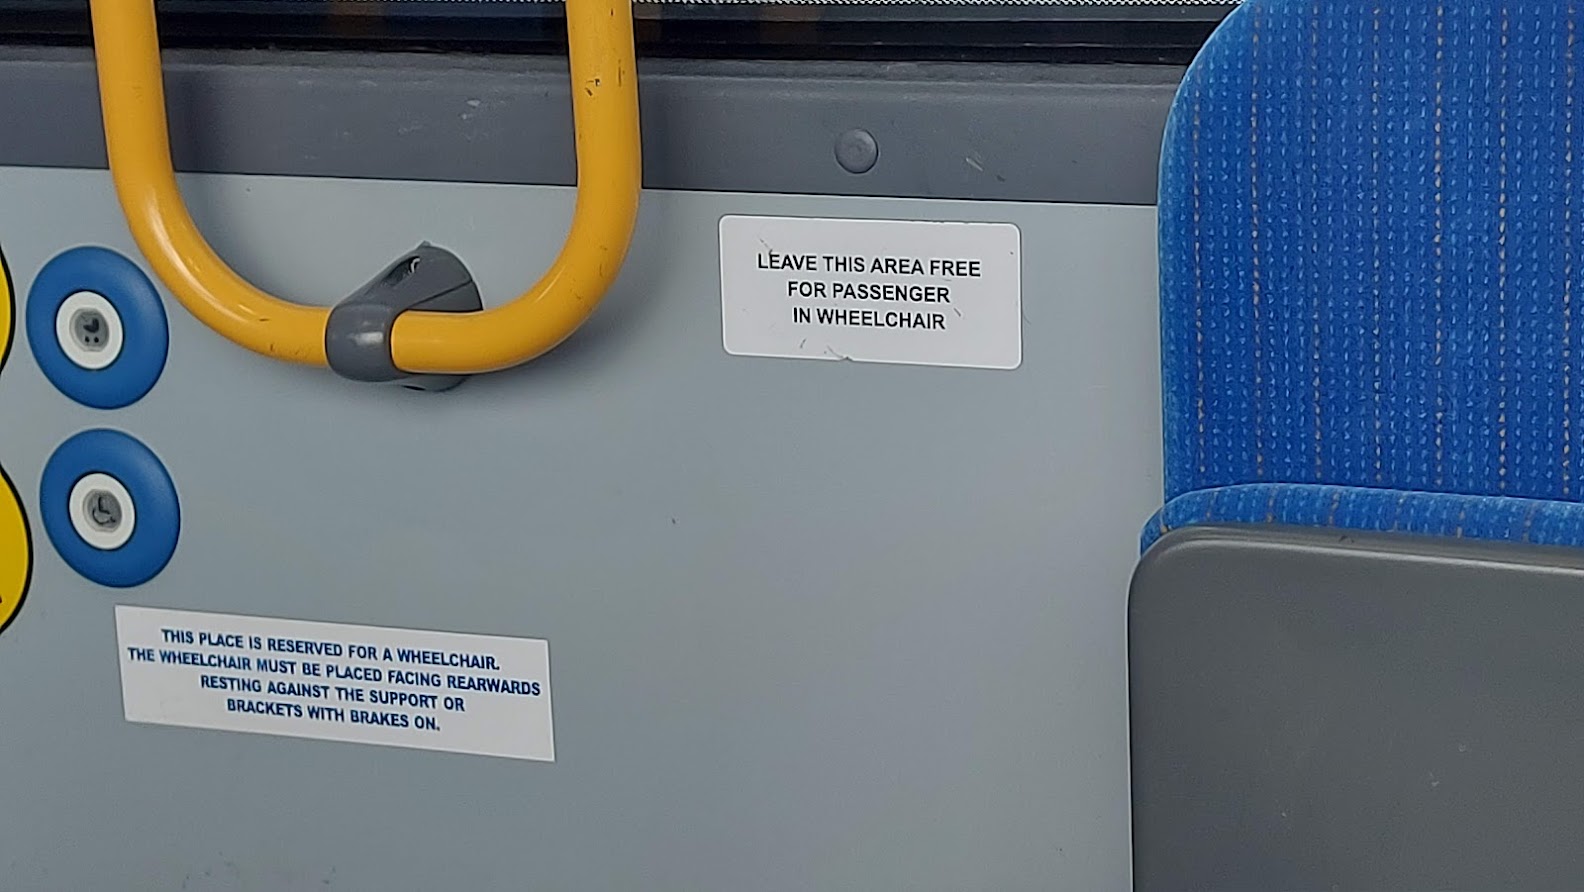 LEAVE THIS AREA FREE
FOR PASSENGER
IN WHEELCHAIR
THIS PLACE IS RESERVED FOR A WHEELCHAIR.
THE WHEELCHAIR MUST BE PLACED FACING REARWARDS
RESTING AGAINST THE SUPPORT OR
BRACKETS WITH BRAKES ON.